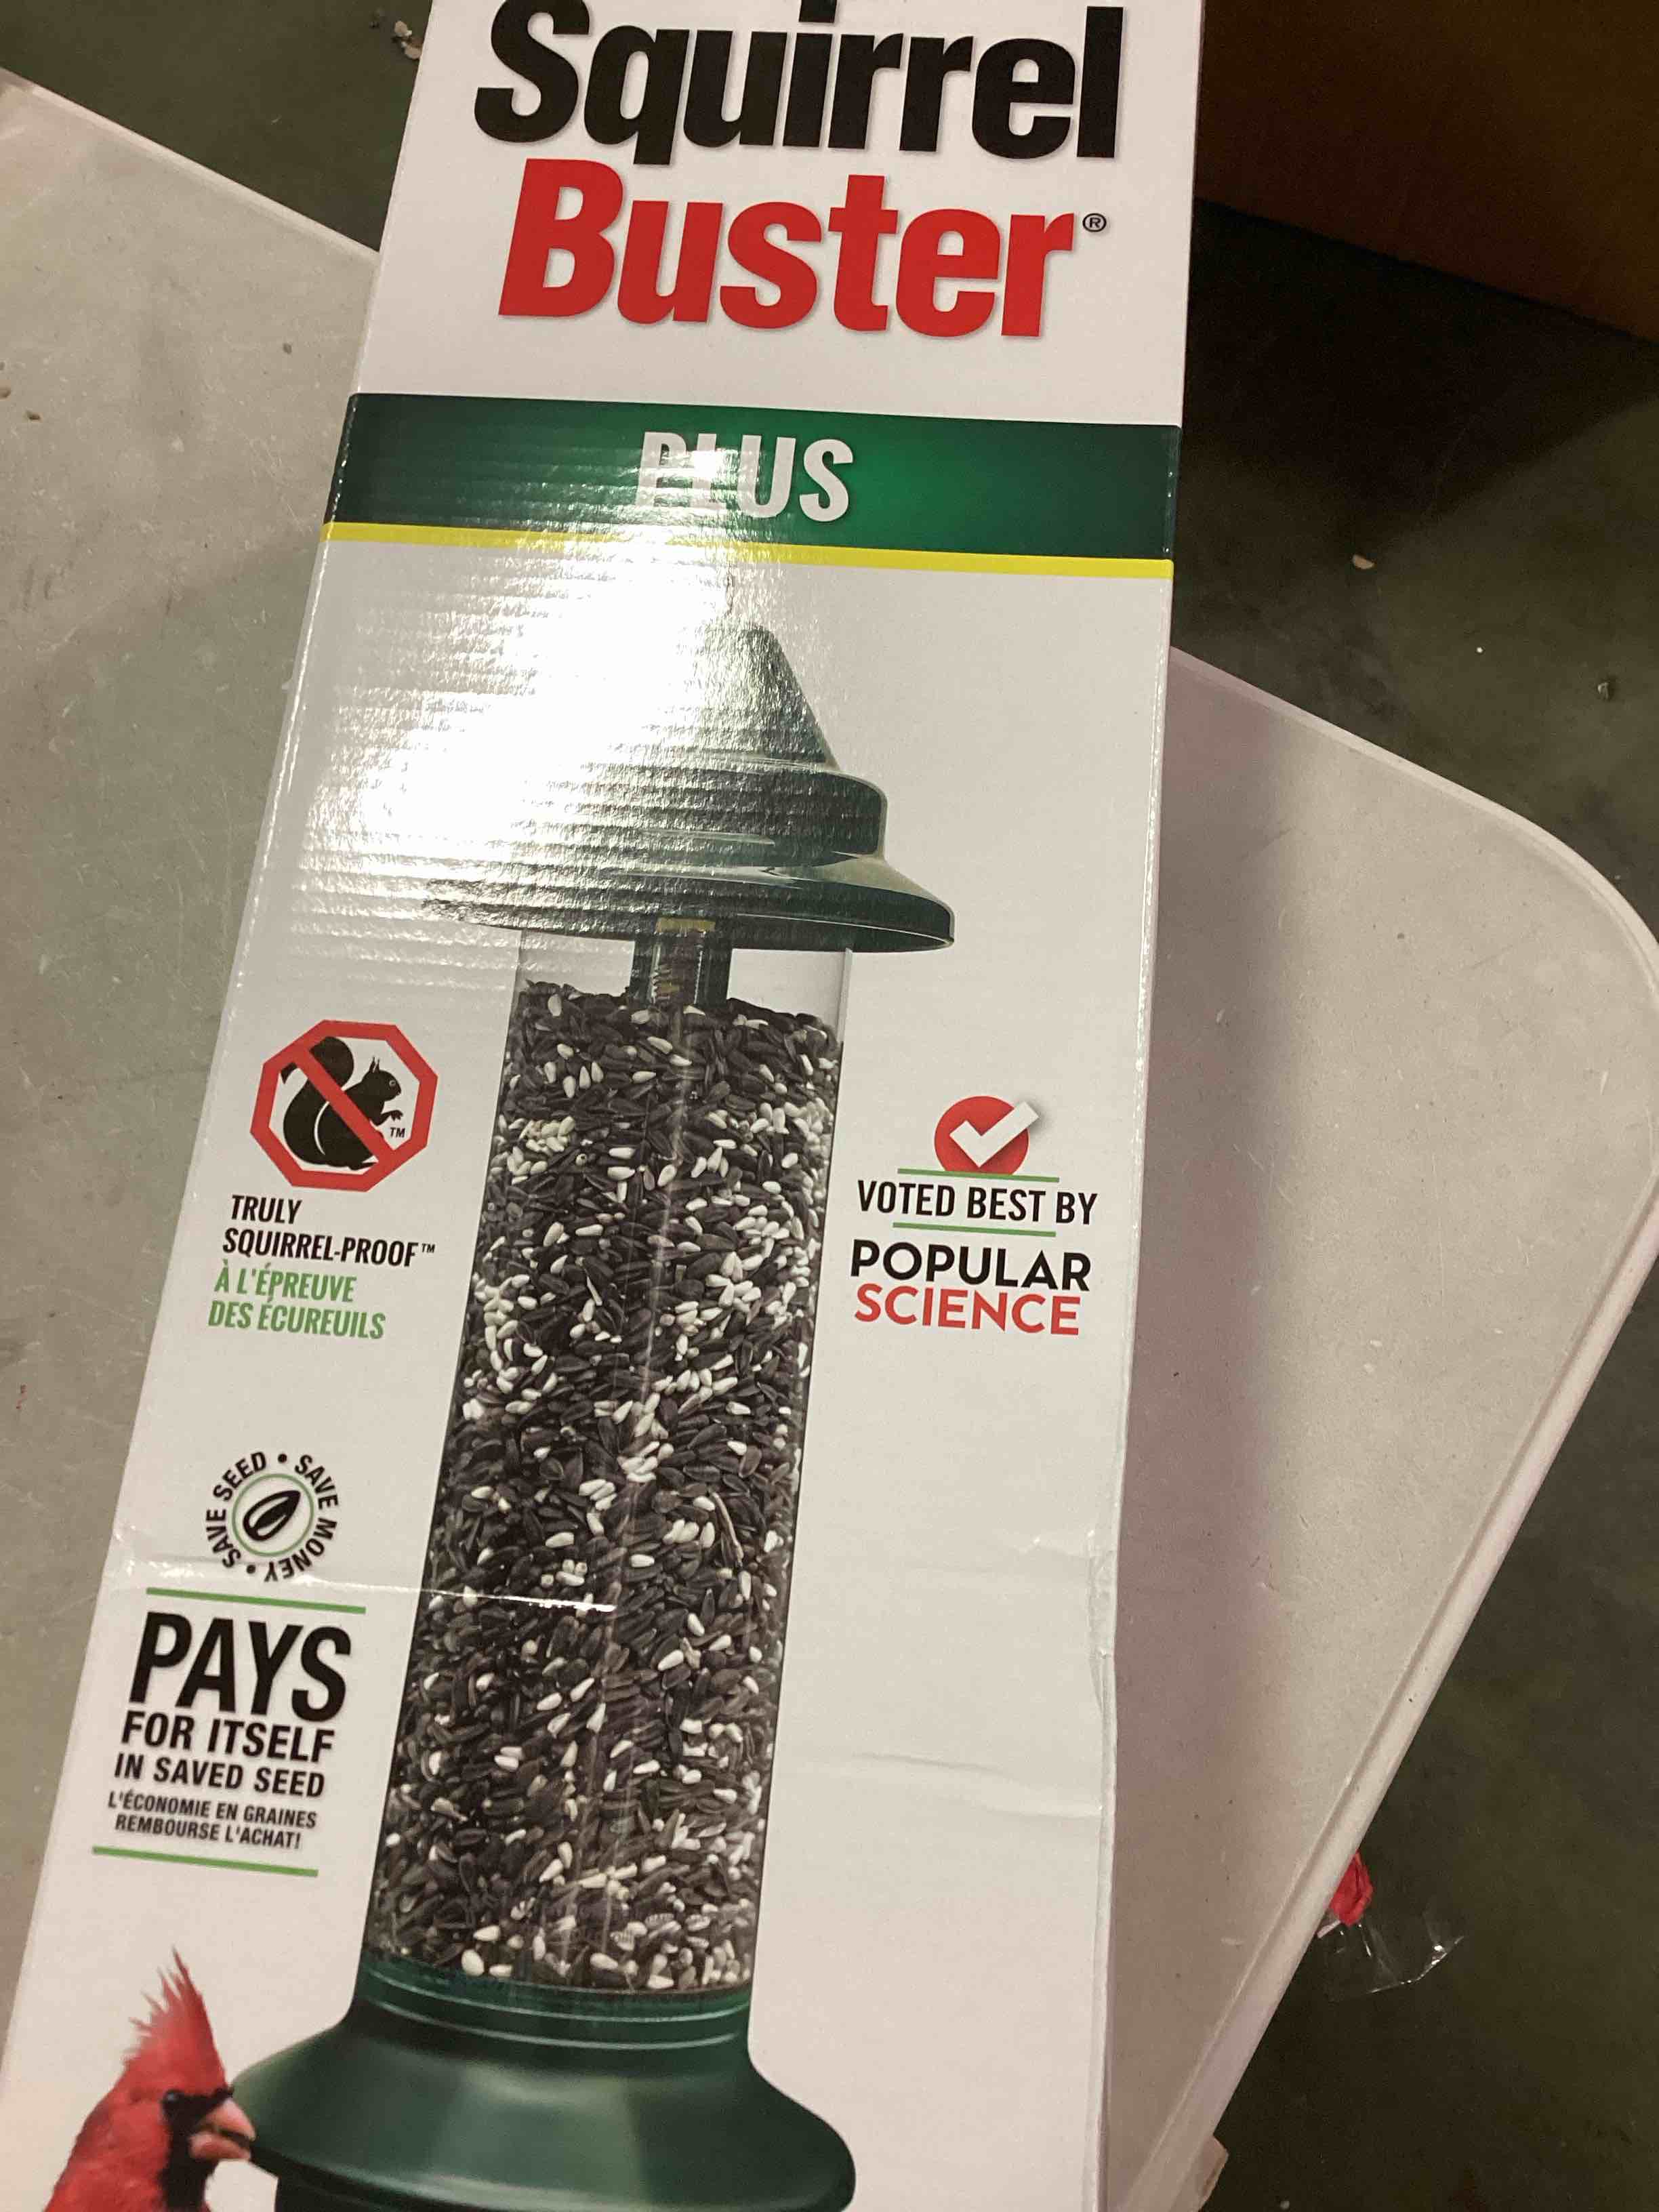 Squirrel
Buster®
PLUS
TM
TRULY
SQUIRREL-PROOF™
À L'ÉPREUVE
DES ÉCUREUILS
VOTED BEST BY
POPULAR
SCIENCE
SAVE SEED • SAVE MONEY •
PAYS
FOR ITSELF
IN SAVED SEED
L'ÉCONOMIE EN GRAINES
REMBOURSE L'ACHAT!